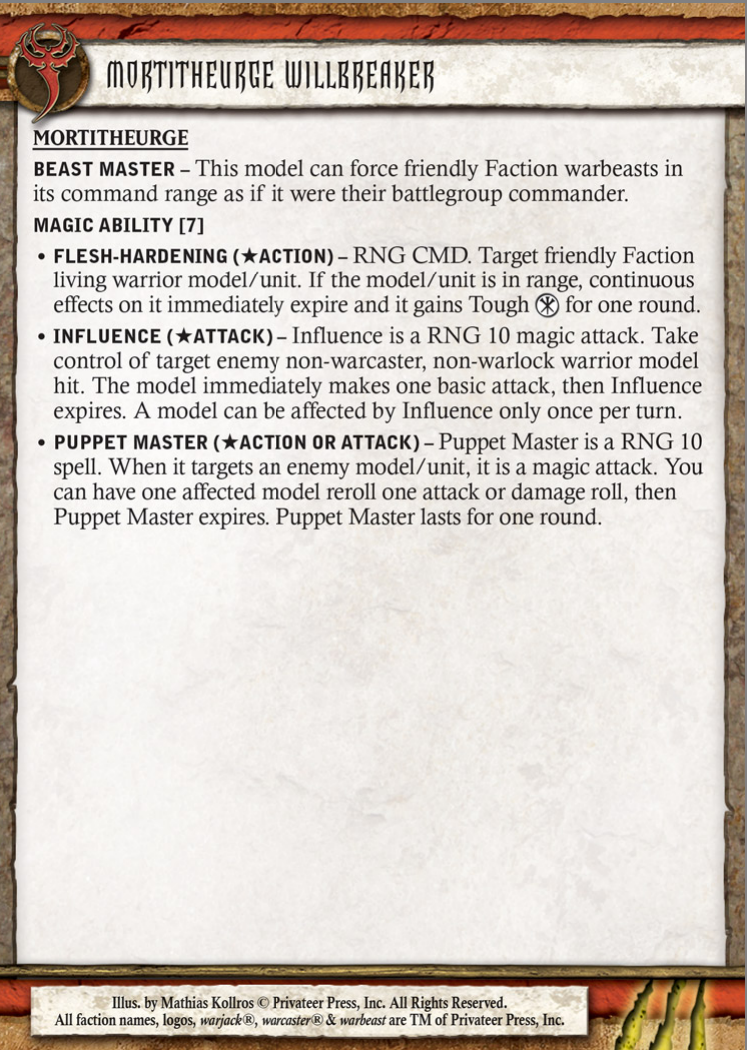 MORTITHEURGE WILLBREAKER
MORTITHEURGE
BEAST MASTER – This model can force friendly Faction warbeasts in
its command range as if it were their battlegroup commander.
MAGIC ABILITY [7]
• FLESH-HARDENING (★ACTION) – RNG CMD. Target friendly Faction
living warrior model/unit. If the model/unit is in range, continuous
effects on it immediately expire and it gains Tough for one round.
• INFLUENCE (★ATTACK) – Influence is a RNG 10 magic attack. Take
control of target enemy non-warcaster, non-warlock warrior model
hit. The model immediately makes one basic attack, then Influence
expires. A model can be affected by Influence only once per turn.
• PUPPET MASTER (★ACTION OR ATTACK) – Puppet Master is a RNG 10
spell. When it targets an enemy model/unit, it is a magic attack. You
can have one affected model reroll one attack or damage roll, then
Puppet Master expires. Puppet Master lasts for one round.
Illus. by Mathias Kollros © Privateer Press, Inc. All Rights Reserved.
All faction names, logos, warjack®, warcaster® & warbeast are TM of Privateer Press, Inc.